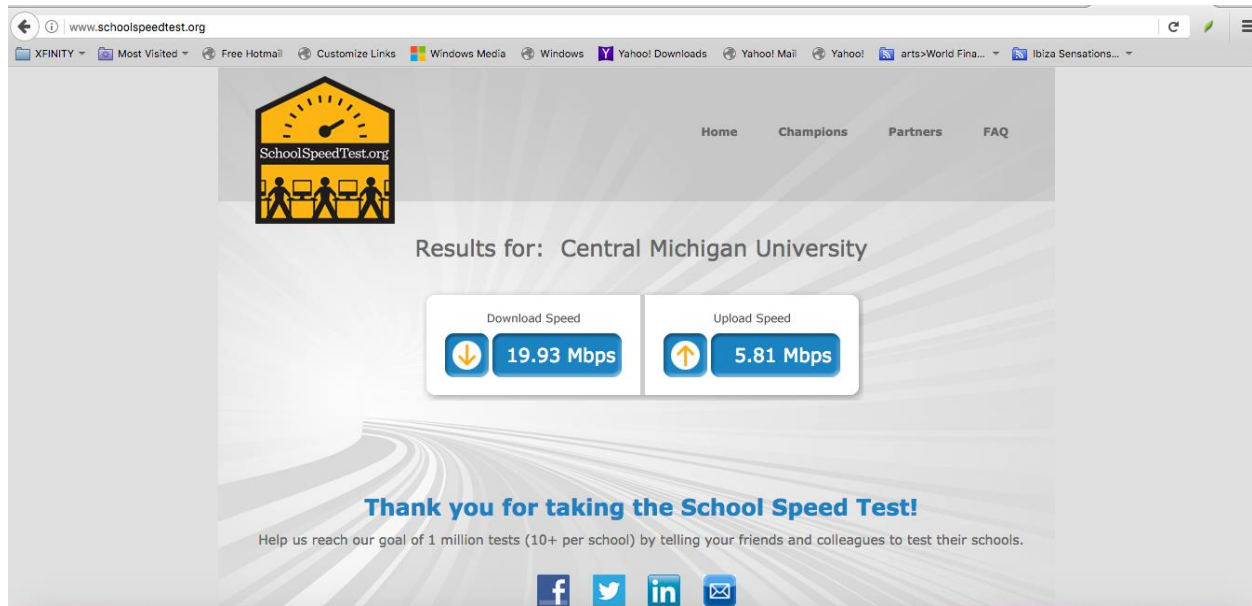 www.schoolspeedtest.org
XFINITY Most Visited Free Hotmail Customize Links Windows Media Windows Yahoo! Downloads Yahoo! Mail Yahoo! arts>World Fina... Ibiza Sensations...
SchoolSpeedTest.org
Home Champions Partners FAQ
Results for: Central Michigan University
Download Speed Upload Speed
19.93 Mbps 5.81 Mbps
Thank you for taking the School Speed Test!
Help us reach our goal of 1 million tests (10+ per school) by telling your friends and colleagues to test their schools.